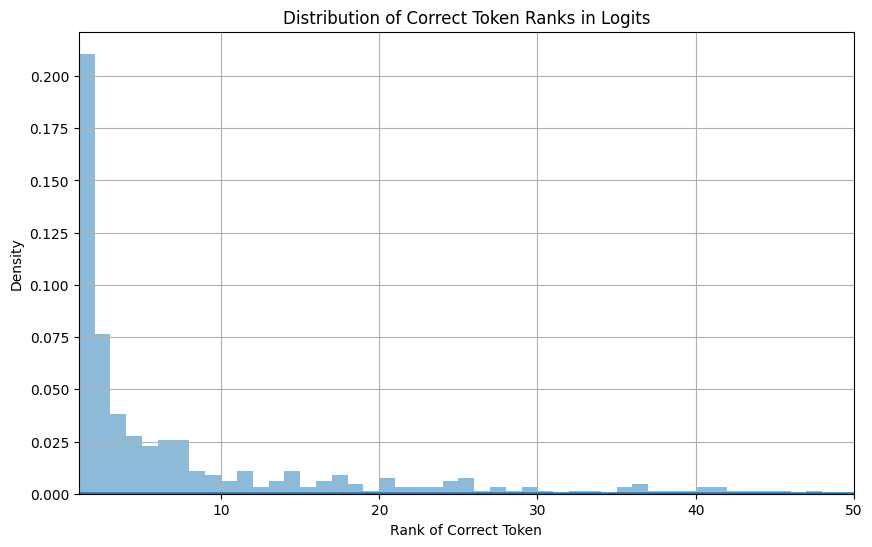 Distribution of Correct Token Ranks in Logits
0.200
0.175
0.150
0.125
0.100
0.075
0.050
0.025
0.000
Density
10 20 30 40 50
Rank of Correct Token